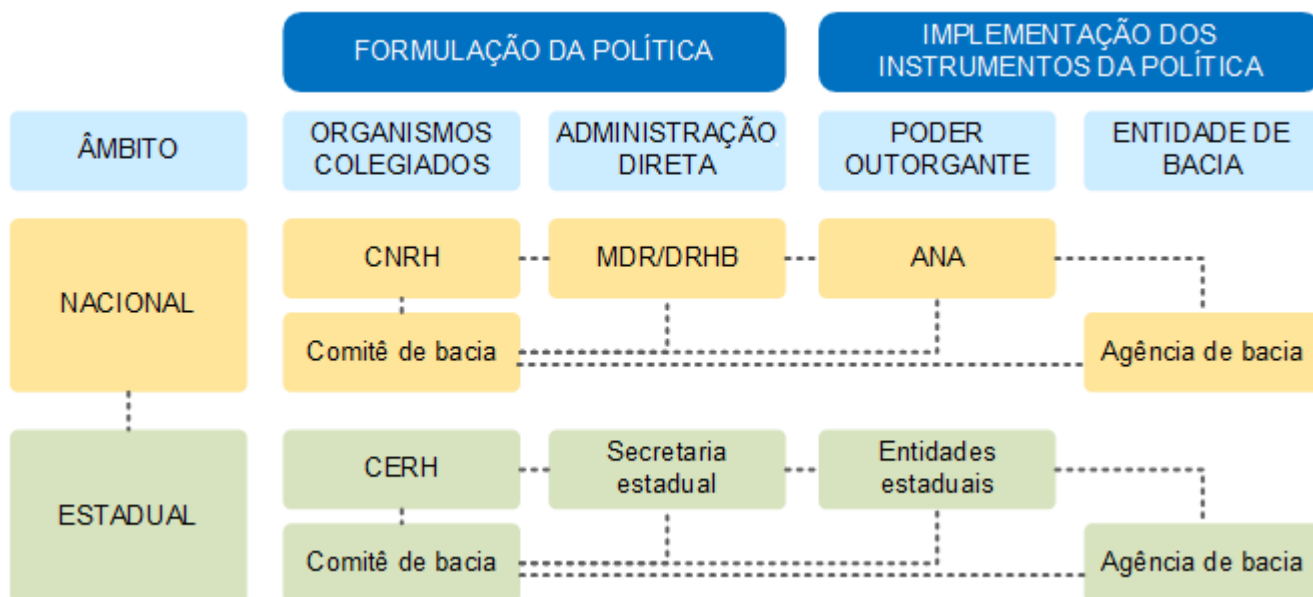 FORMULAÇÃO DA POLÍTICA
IMPLEMENTAÇÃO DOS
INSTRUMENTOS DA POLÍTICA
ÂMBITO
ORGANISMOS
COLEGIADOS
ADMINISTRAÇÃO
DIRETA
PODER
OUTORGANTE
ENTIDADE DE
BACIA
NACIONAL
CNRH
MDR/DRHB
ANA
Comitê de bacia
Agência de bacia
ESTADUAL
CERH
Secretaria
estadual
Entidades
estaduais
Comitê de bacia
Agência de bacia